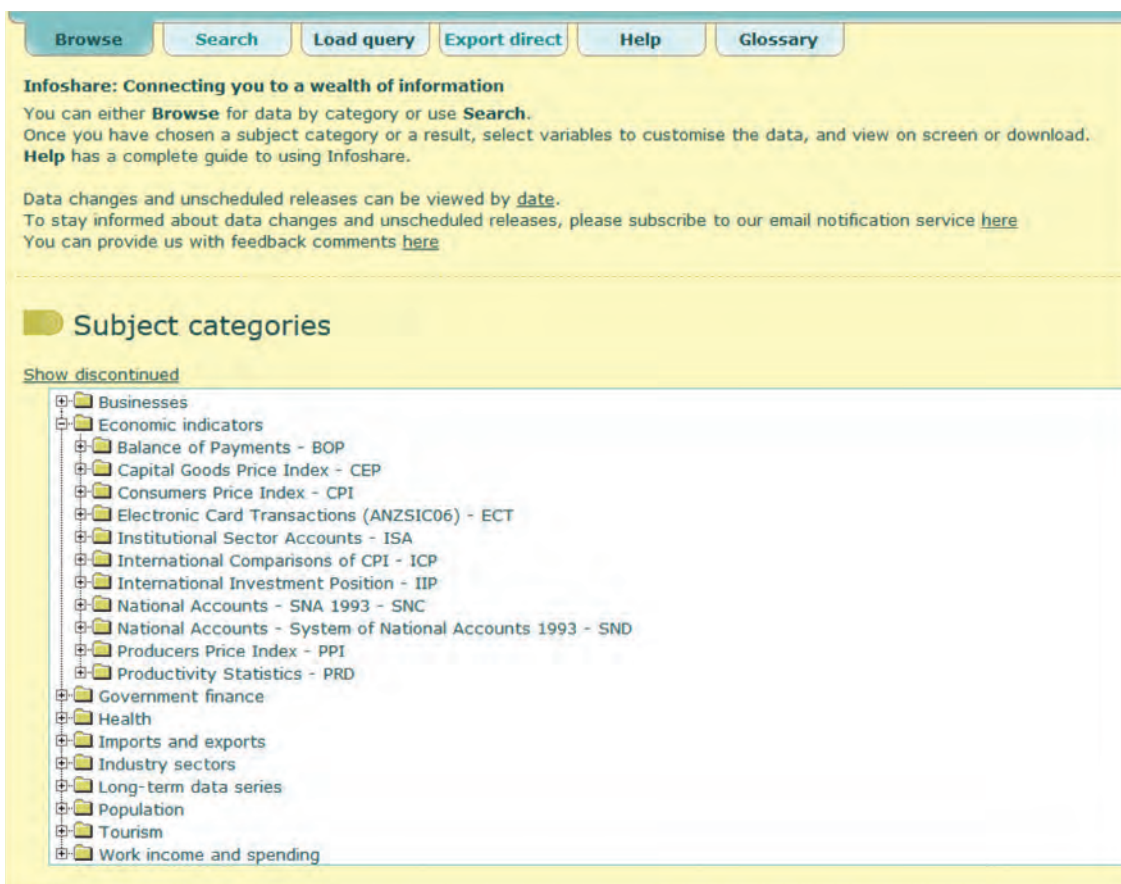 Browse Search Load query Export direct Help Glossary
Infoshare: Connecting you to a wealth of information
You can either Browse for data by category or use Search.
Once you have chosen a subject category or a result, select variables to customise the data, and view on screen or download.
Help has a complete guide to using Infoshare.
Data changes and unscheduled releases can be viewed by date.
To stay informed about data changes and unscheduled releases, please subscribe to our email notification service here
You can provide us with feedback comments here
Subject categories
Show discontinued
Businesses
Economic indicators
Balance of Payments - BOP
Capital Goods Price Index - CEP
Consumers Price Index - CPI
Electronic Card Transactions (ANZSIC06) - ECT
Institutional Sector Accounts - ISA
International Comparisons of CPI - ICP
International Investment Position - IIP
National Accounts - SNA 1993 - SNC
National Accounts - System of National Accounts 1993 - SND
Producers Price Index - PPI
Productivity Statistics - PRD
Government finance
Health
Imports and exports
Industry sectors
Long-term data series
Population
Tourism
Work income and spending